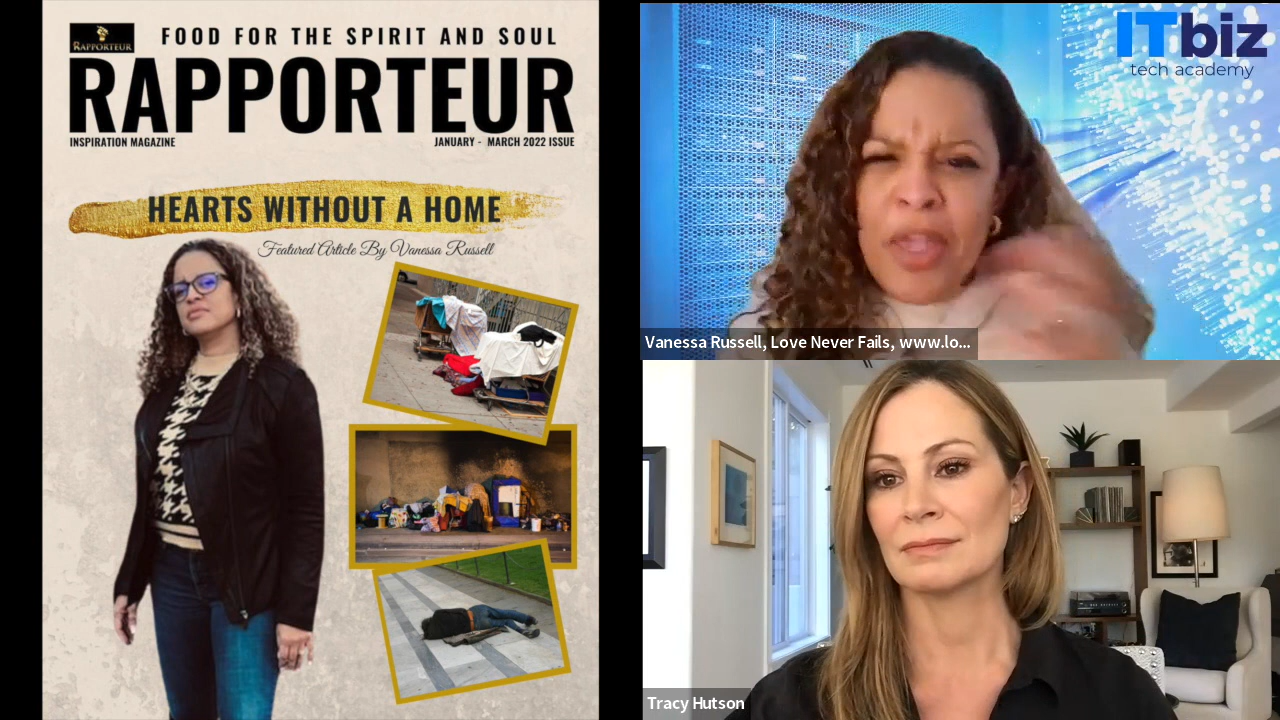 RAPPORTEUR
FOOD FOR THE SPIRIT AND SOUL
RAPPORTEUR
INSPIRATION MAGAZINE
JANUARY - MARCH 2022 ISSUE
HEARTS WITHOUT A HOME
Featured Article By Vanessa Russell
ITbiz
tech academy
Vanessa Russell, Love Never Fails, www.lo...
Tracy Hutson